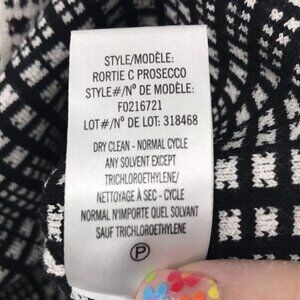 STYLE/MODÈLE:
RORTIE C PROSECCO
STYLE#/N° DE MODÈLE:
F0216721
LOT#/N° DE LOT: 318468
DRY CLEAN - NORMAL CYCLE
ANY SOLVENT EXCEPT
TRICHLOROETHYLENE/
NETTOYAGE À SEC - CYCLE
NORMAL N'IMPORTE QUEL SOLVANT
SAUF TRICHLOROETHYLENE
P